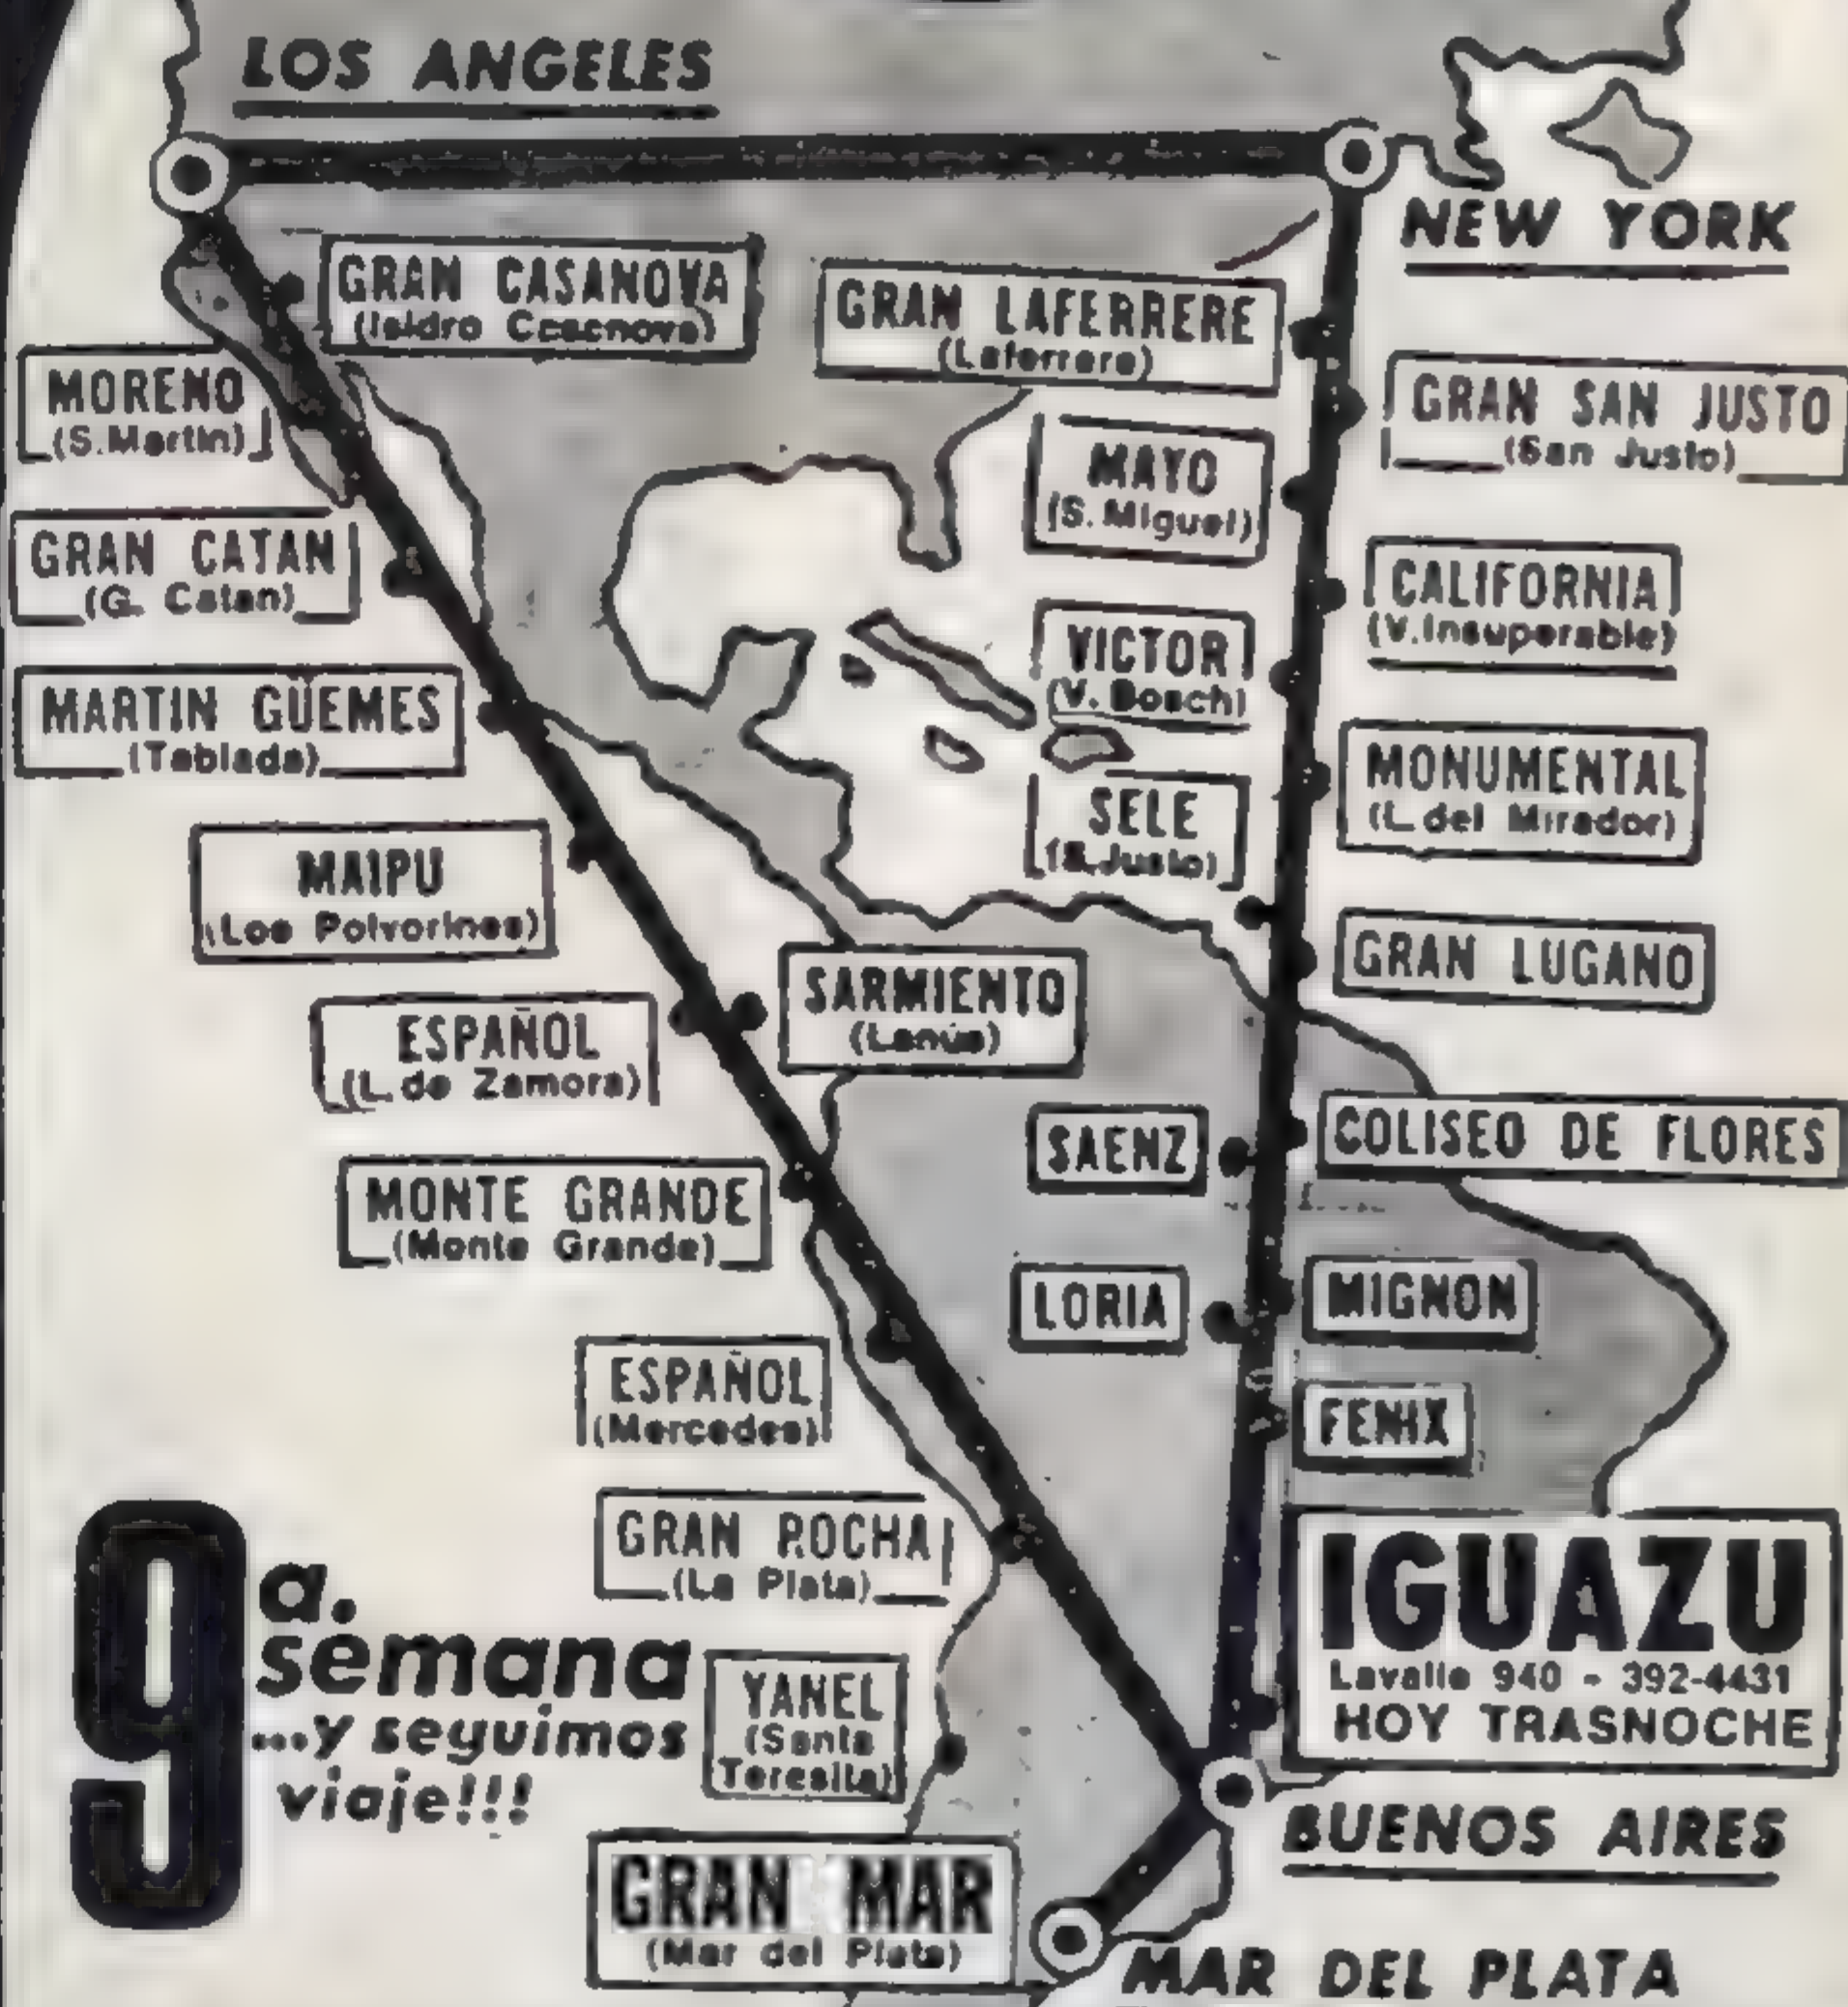 LOS ANGELES
NEW YORK
GRAN CASANOVA
(Isidro Casanova)
GRAN LAFERRERE
(Laferrere)
MORENO
(S.Martin)
GRAN SAN JUSTO
(San Justo)
MAYO
(S. Miguel)
GRAN CATAN
(G. Catan)
CALIFORNIA
(V.Insuperable)
VICTOR
(V. Bosch)
MARTIN GÜEMES
(Tablada)
MONUMENTAL
(L.del Mirador)
SELE
(S.Justo)
MAIPU
(Los Polvorines)
GRAN LUGANO
SARMIENTO
(Lanús)
ESPAÑOL
(L.de Zamora)
SAENZ
COLISEO DE FLORES
MONTE GRANDE
(Monte Grande)
LORIA
MIGNON
ESPAÑOL
(Mercedes)
FENIX
GRAN ROCHA
(La Plata)
IGUAZU
Lavalle 940 - 392-4431
HOY TRASNOCHE
9a.
semana
...y seguimos
viaje!!!
YANEL
(Santa
Teresita)
BUENOS AIRES
GRAN MAR
(Mar del Plata)
MAR DEL PLATA